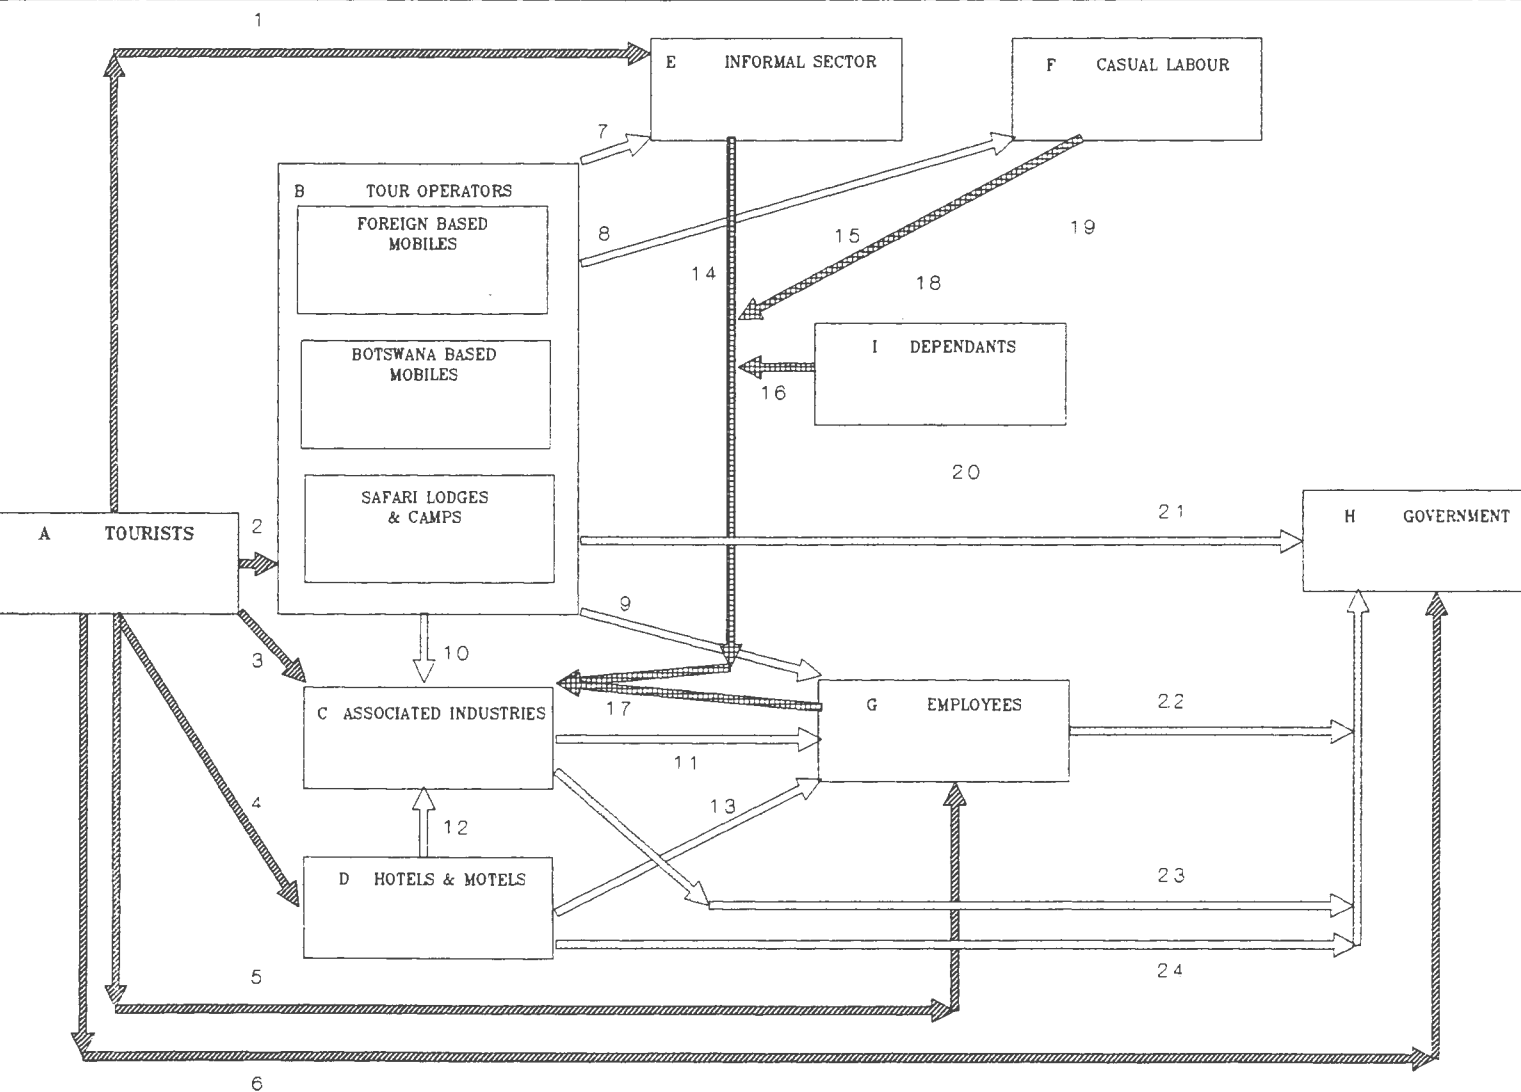 1
E INFORMAL SECTOR
F CASUAL LABOUR
7
B TOUR OPERATORS
FOREIGN BASED
MOBILES
8
15
19
14
18
I DEPENDANTS
BOTSWANA BASED
MOBILES
16
20
SAFARI LODGES
& CAMPS
21
H GOVERNMENT
A TOURISTS
2
9
10
3
17
C ASSOCIATED INDUSTRIES
G EMPLOYEES
22
11
4
13
12
D HOTELS & MOTELS
23
5
24
6